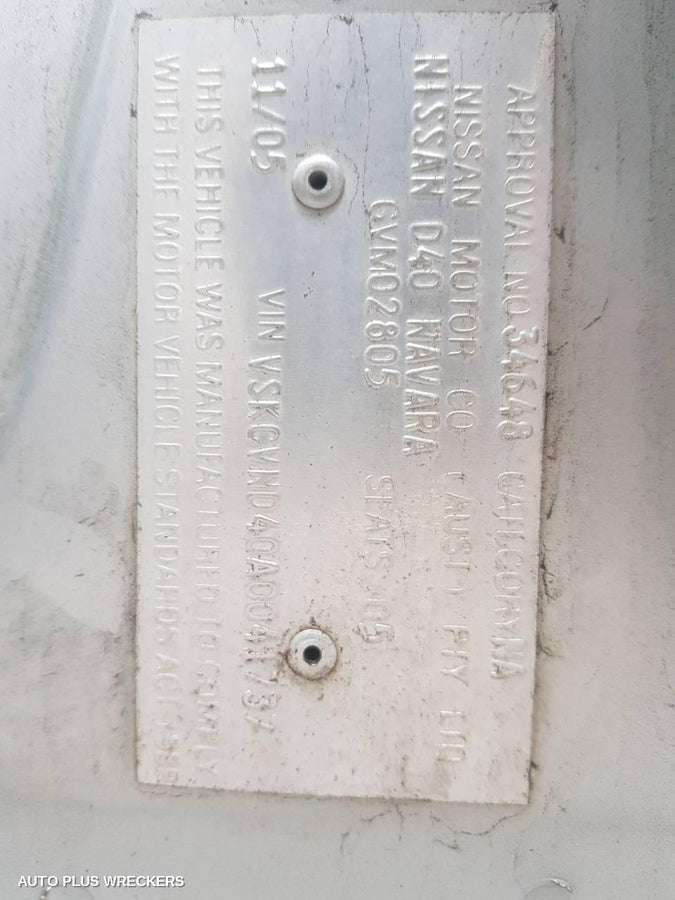 APPROVAL NO. 34648 CATEGORY NA
NISSAN MOTOR CO (AUST) PTY LTD
NISSAN D40 NAVARA
GVM02805 SEATS 05
11/05 VIN
THIS VEHICLE WAS MANUFACTURED TO COMPLY
WITH THE MOTOR VEHICLE STANDARDS ACT 1989
AUTO PLUS WRECKERS